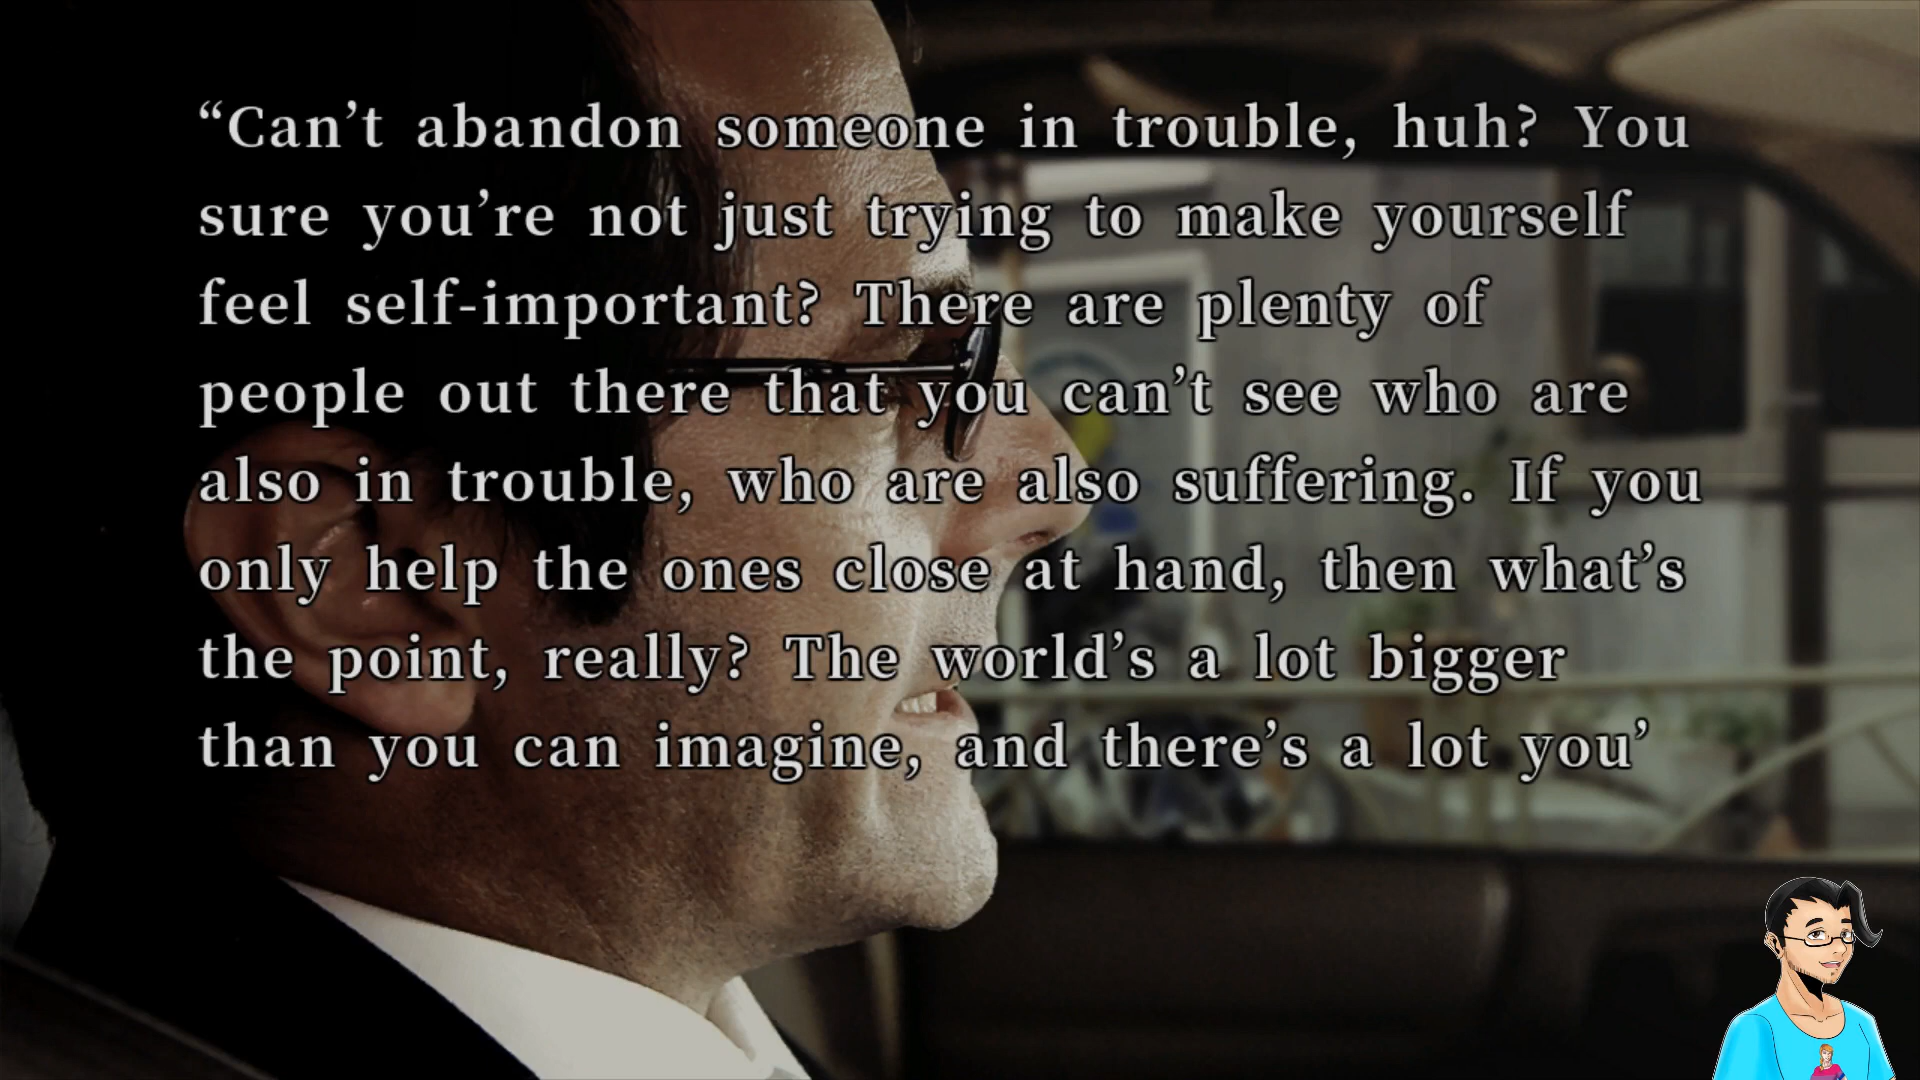 “Can’t abandon someone in trouble, huh? You
sure you’re not just trying to make yourself
feel self-important? There are plenty of
people out there that you can’t see who are
also in trouble, who are also suffering. If you
only help the ones close at hand, then what’s
the point, really? The world’s a lot bigger
than you can imagine, and there’s a lot you’